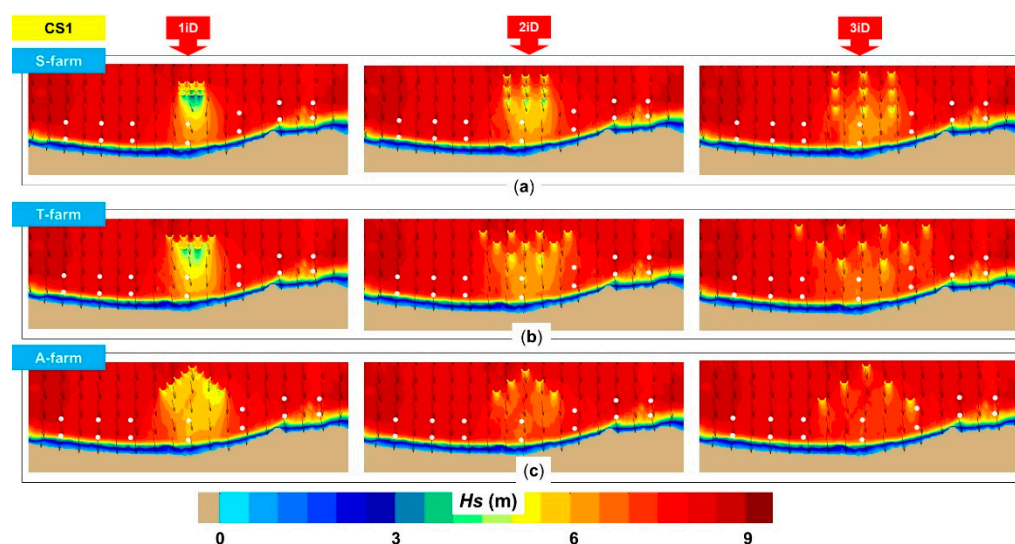 CS1 1iD 2iD 3iD
S-farm
(a)
T-farm
(b)
A-farm
(c)
Hs (m)
0 3 6 9